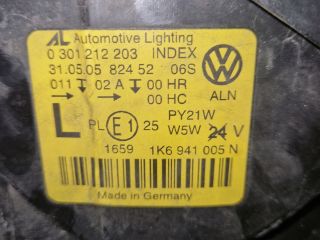 AL Automotive Lighting
0 301 212 203 INDEX
31.05.05 824 52 06S
011 02 A 00 HR
00 HC ALN
L PL E1 25 PY21W
W5W 24 V
1659 1K6 941 005 N
Made in Germany